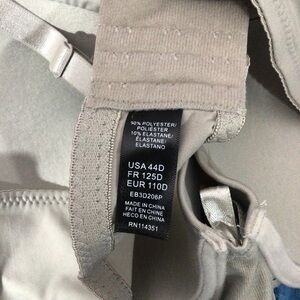 90% POLYESTER/
POLIÉSTER
10% ELASTANE/
ÉLASTANE/
ELASTANO
USA 44D
FR 125D
EUR 110D
EB3D206P
MADE IN CHINA
FAIT EN CHINE
HECO EN CHINA
RN114351